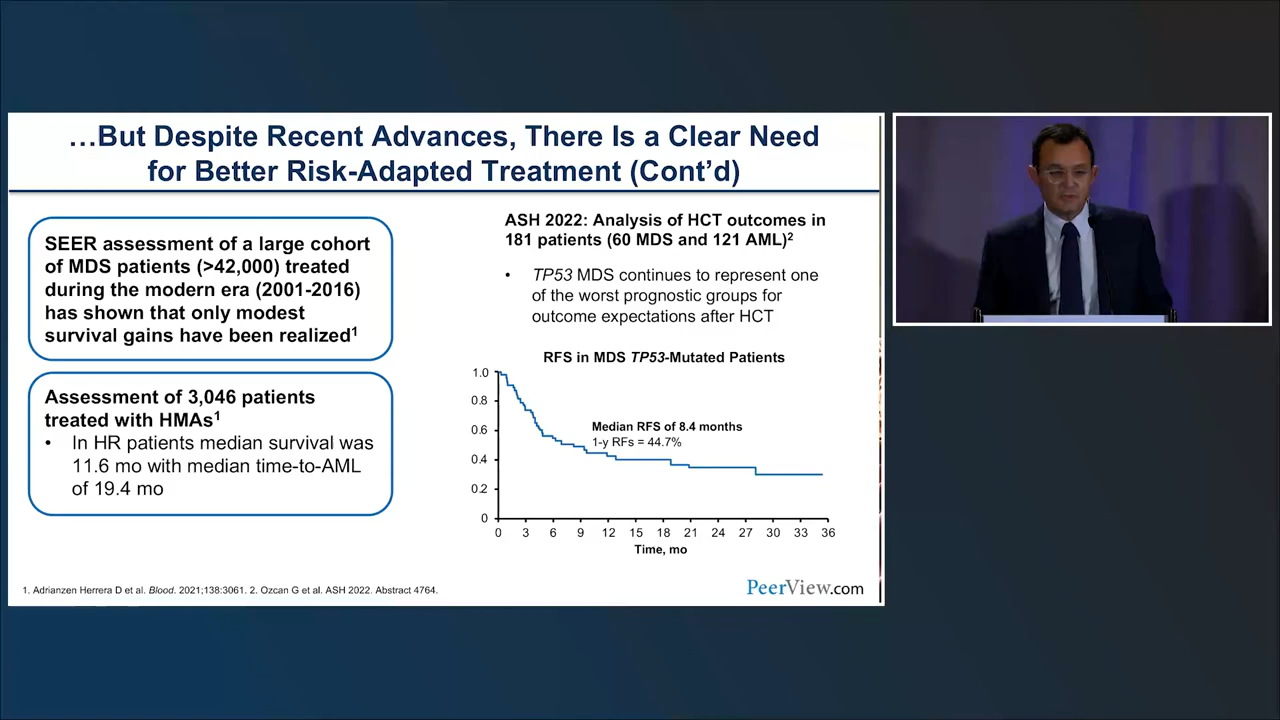 …But Despite Recent Advances, There Is a Clear Need
for Better Risk-Adapted Treatment (Cont’d)
SEER assessment of a large cohort
of MDS patients (>42,000) treated
during the modern era (2001-2016)
has shown that only modest
survival gains have been realized1
Assessment of 3,046 patients
treated with HMAs1
• In HR patients median survival was
11.6 mo with median time-to-AML
of 19.4 mo
ASH 2022: Analysis of HCT outcomes in
181 patients (60 MDS and 121 AML)2
• TP53 MDS continues to represent one
of the worst prognostic groups for
outcome expectations after HCT
RFS in MDS TP53-Mutated Patients
1.0
0.8
0.6
0.4
0.2
0
Median RFS of 8.4 months
1-y RFs = 44.7%
0 3 6 9 12 15 18 21 24 27 30 33 36
Time, mo
1. Adrianzen Herrera D et al. Blood. 2021;138:3061. 2. Ozcan G et al. ASH 2022. Abstract 4764.
PeerView.com